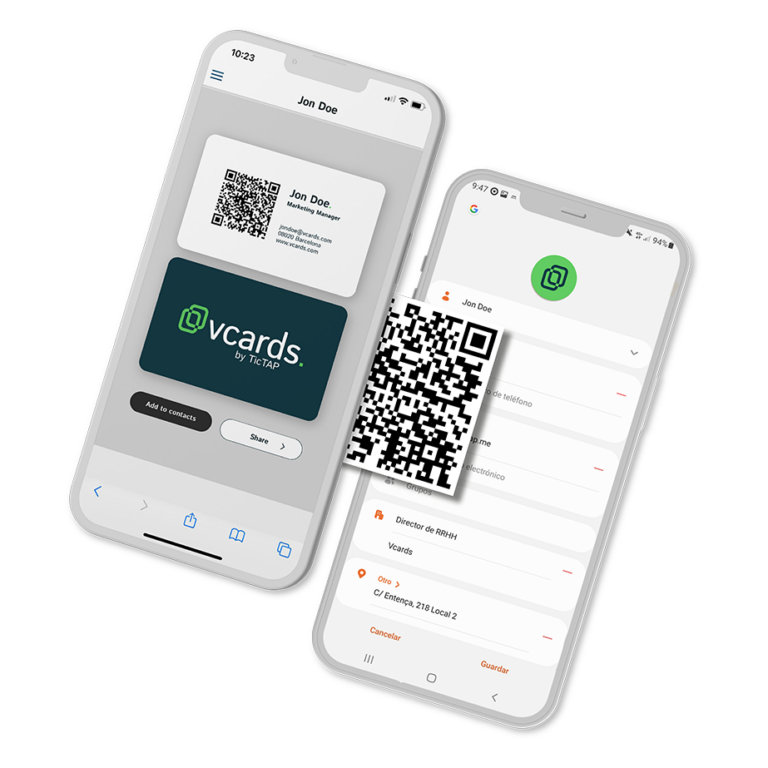 10:23
Jon Doe
Jon Doe.
Marketing Manager
jondoe@vcards.com
08020 Barcelona
www.vcards.com
vcards.
by TicTAP
Add to contacts
Share
9:47
94%
Jon Doe
o de teléfono
op.me
electrónico
Grupos
Director de RRHH
Vcards
Otro
C/ Entença, 218 Local 2
Cancelar
Guardar